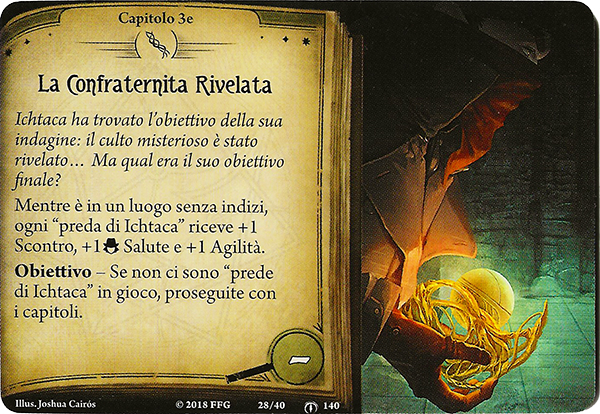 Capitolo 3e
La Confraternita Rivelata
Ichtaca ha trovato l'obiettivo della sua
indagine: il culto misterioso è stato
rivelato… Ma qual era il suo obiettivo
finale?
Mentre è in un luogo senza indizi,
ogni “preda di Ichtaca” riceve +1
Scontro, +1 Salute e +1 Agilità.
Obiettivo – Se non ci sono “prede
di Ichtaca” in gioco, proseguite con
i capitoli.
–
Illus. Joshua Cairós © 2018 FFG 28/40 140